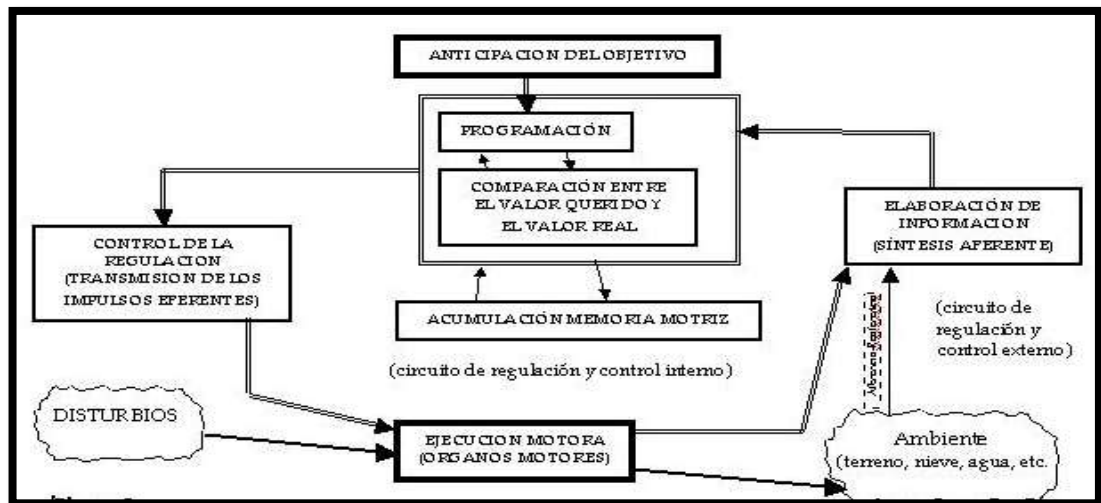 ANTICIPACION DEL OBJETIVO
PROGRAMACIÓN
COMPARACIÓN ENTRE
EL VALOR QUERIDO Y
EL VALOR REAL
ELABORACIÓN DE
INFORMACION
(SÍNTESIS AFERENTE)
CONTROL DE LA
REGULACION
(TRANSMISION DE LOS
IMPULSOS EFERENTES)
ACUMULACIÓN MEMORIA MOTRIZ
(circuito de regulación y control interno)
(circuito de
regulación y
control externo)
DISTURBIOS
EJECUCION MOTORA
(ORGANOS MOTORES)
Ambiente
(terreno, nieve, agua, etc.